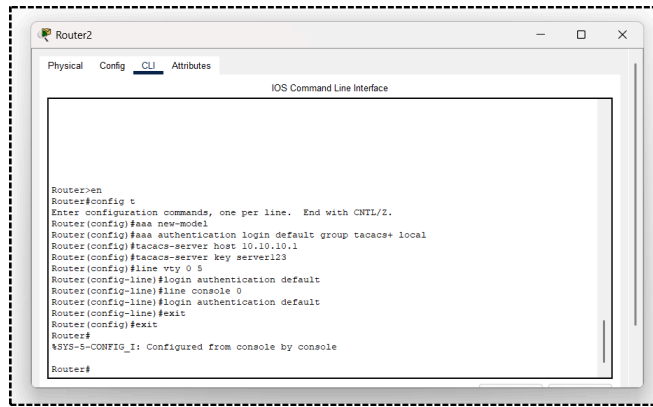 Router2
Physical Config CLI Attributes
IOS Command Line Interface
Router>en
Router#config t
Enter configuration commands, one per line. End with CNTL/Z.
Router(config)#aaa new-model
Router(config)#aaa authentication login default group tacacs+ local
Router(config)#tacacs-server host 10.10.10.1
Router(config)#tacacs-server key server123
Router(config)#line vty 0 5
Router(config-line)#login authentication default
Router(config-line)#line console 0
Router(config-line)#login authentication default
Router(config-line)#exit
Router(config)#exit
Router#
%SYS-5-CONFIG_I: Configured from console by console
Router#